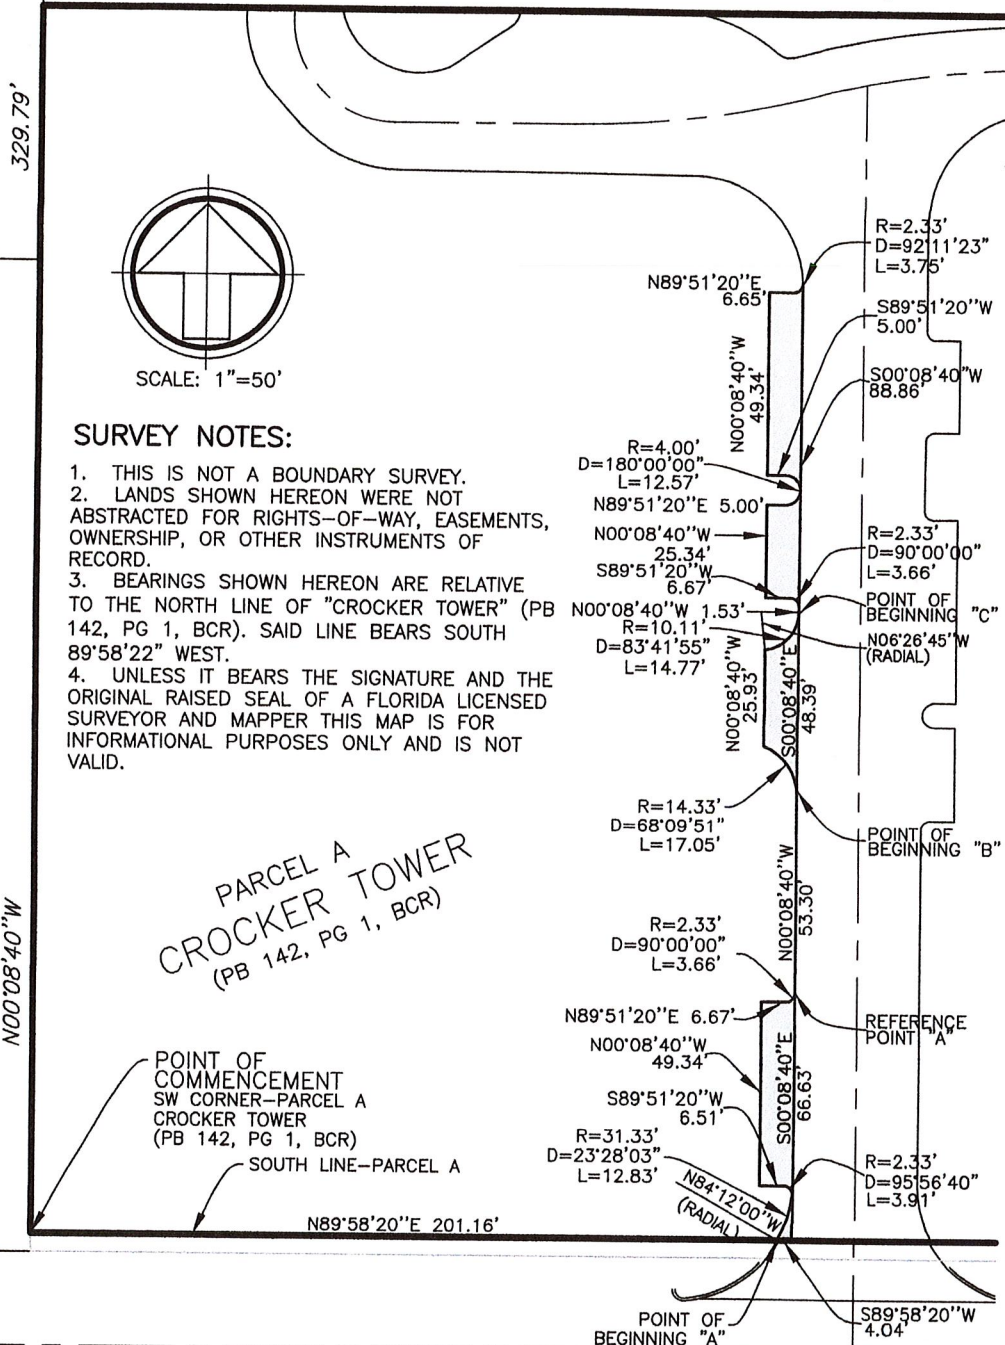 329.79'
SCALE: 1"=50'
SURVEY NOTES:
1. THIS IS NOT A BOUNDARY SURVEY.
2. LANDS SHOWN HEREON WERE NOT
ABSTRACTED FOR RIGHTS-OF-WAY, EASEMENTS,
OWNERSHIP, OR OTHER INSTRUMENTS OF
RECORD.
3. BEARINGS SHOWN HEREON ARE RELATIVE
TO THE NORTH LINE OF "CROCKER TOWER" (PB
142, PG 1, BCR). SAID LINE BEARS SOUTH
89°58'22" WEST.
4. UNLESS IT BEARS THE SIGNATURE AND THE
ORIGINAL RAISED SEAL OF A FLORIDA LICENSED
SURVEYOR AND MAPPER THIS MAP IS FOR
INFORMATIONAL PURPOSES ONLY AND IS NOT
VALID.
PARCEL A
CROCKER TOWER
(PB 142, PG 1, BCR)
N00°08'40"W
POINT OF
COMMENCEMENT
SW CORNER-PARCEL A
CROCKER TOWER
(PB 142, PG 1, BCR)
SOUTH LINE-PARCEL A
N89°58'20"E 201.16'
R=2.33'
D=92°11'23"
L=3.75'
N89°51'20"E
6.65'
S89°51'20"W
5.00'
N00°08'40"W
49.34'
S00°08'40"W
88.86'
R=4.00'
D=180°00'00"
L=12.57'
N89°51'20"E 5.00'
N00°08'40"W
25.34'
S89°51'20"W
6.67'
R=2.33'
D=90°00'00"
L=3.66'
N00°08'40"W 1.53'
POINT OF
BEGINNING "C"
R=10.11'
D=83°41'55"
L=14.77'
N06°26'45"W
(RADIAL)
N00°08'40"W
25.93'
S00°08'40"E
48.39'
R=14.33'
D=68°09'51"
L=17.05'
POINT OF
BEGINNING "B"
N00°08'40"W
53.30'
R=2.33'
D=90°00'00"
L=3.66'
N89°51'20"E 6.67'
REFERENCE
POINT "A"
N00°08'40"W
49.34'
S00°08'40"E
66.63'
S89°51'20"W
6.51'
R=31.33'
D=23°28'03"
L=12.83'
N84°12'00"W
(RADIAL)
R=2.33'
D=95°56'40"
L=3.91'
POINT OF
BEGINNING "A"
S89°58'20"W
4.04'